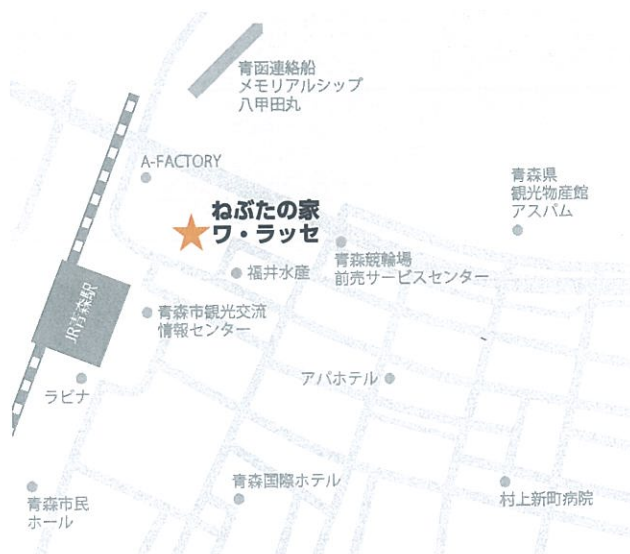 青函連絡船
メモリアルシップ
八甲田丸
A-FACTORY
青森県
観光物産館
アスパム
ねぶたの家
ワ・ラッセ
青森競輪場
前売サービスセンター
福井水産
JR青森駅
青森市観光交流
情報センター
ラビナ
アパホテル
青森市民
ホール
青森国際ホテル
村上新町病院